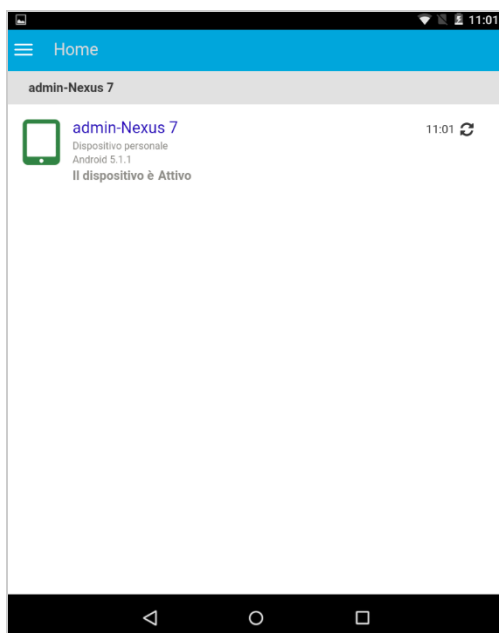 11:01
Home
admin-Nexus 7
admin-Nexus 7
11:01
Dispositivo personale
Android 5.1.1
Il dispositivo è Attivo